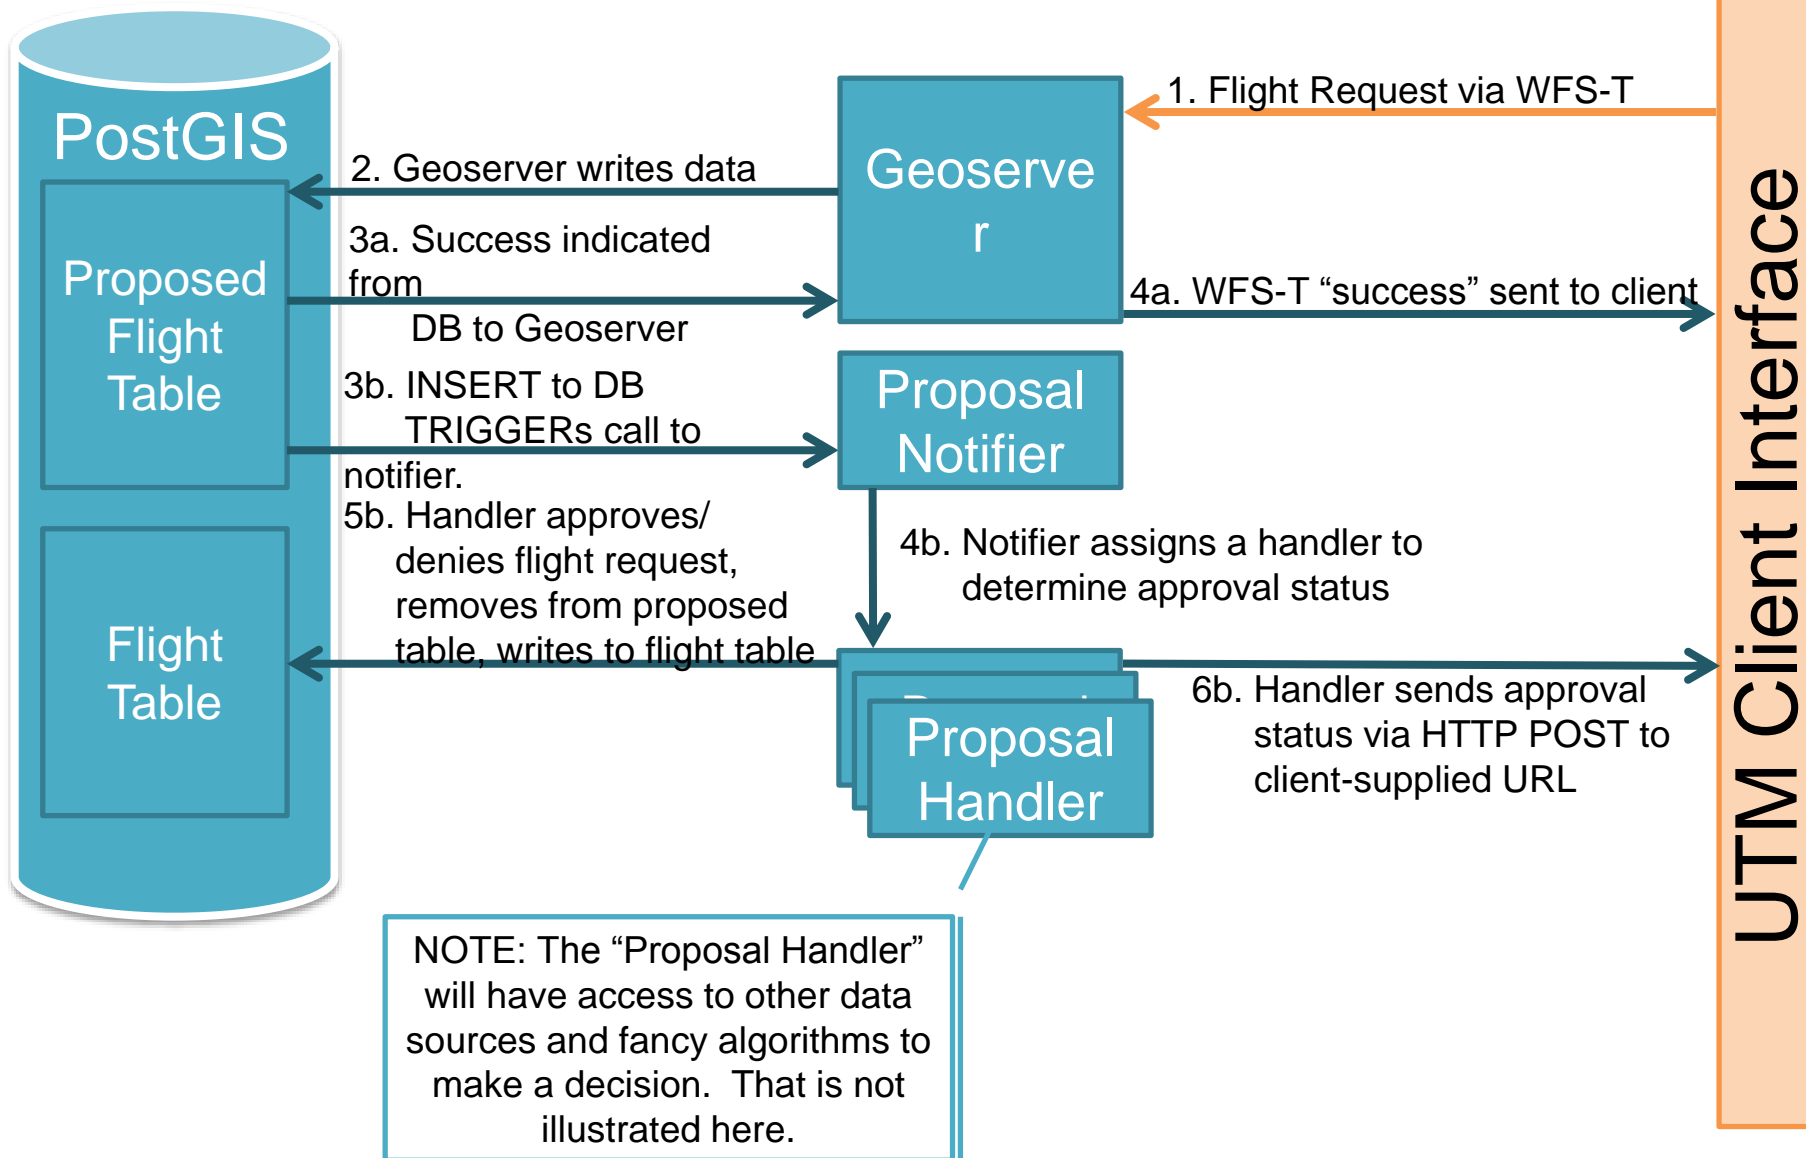 PostGIS
Proposed
Flight
Table
Flight
Table
1. Flight Request via WFS-T
2. Geoserver writes data
Geoserve
r
3a. Success indicated
from
DB to Geoserver
4a. WFS-T “success” sent to client
3b. INSERT to DB
TRIGGERs call to
notifier.
Proposal
Notifier
4b. Notifier assigns a handler to
determine approval status
5b. Handler approves/
denies flight request,
removes from proposed
table, writes to flight table
6b. Handler sends approval
status via HTTP POST to
client-supplied URL
Proposal
Handler
NOTE: The “Proposal Handler”
will have access to other data
sources and fancy algorithms to
make a decision.  That is not
illustrated here.
UTM Client Interface